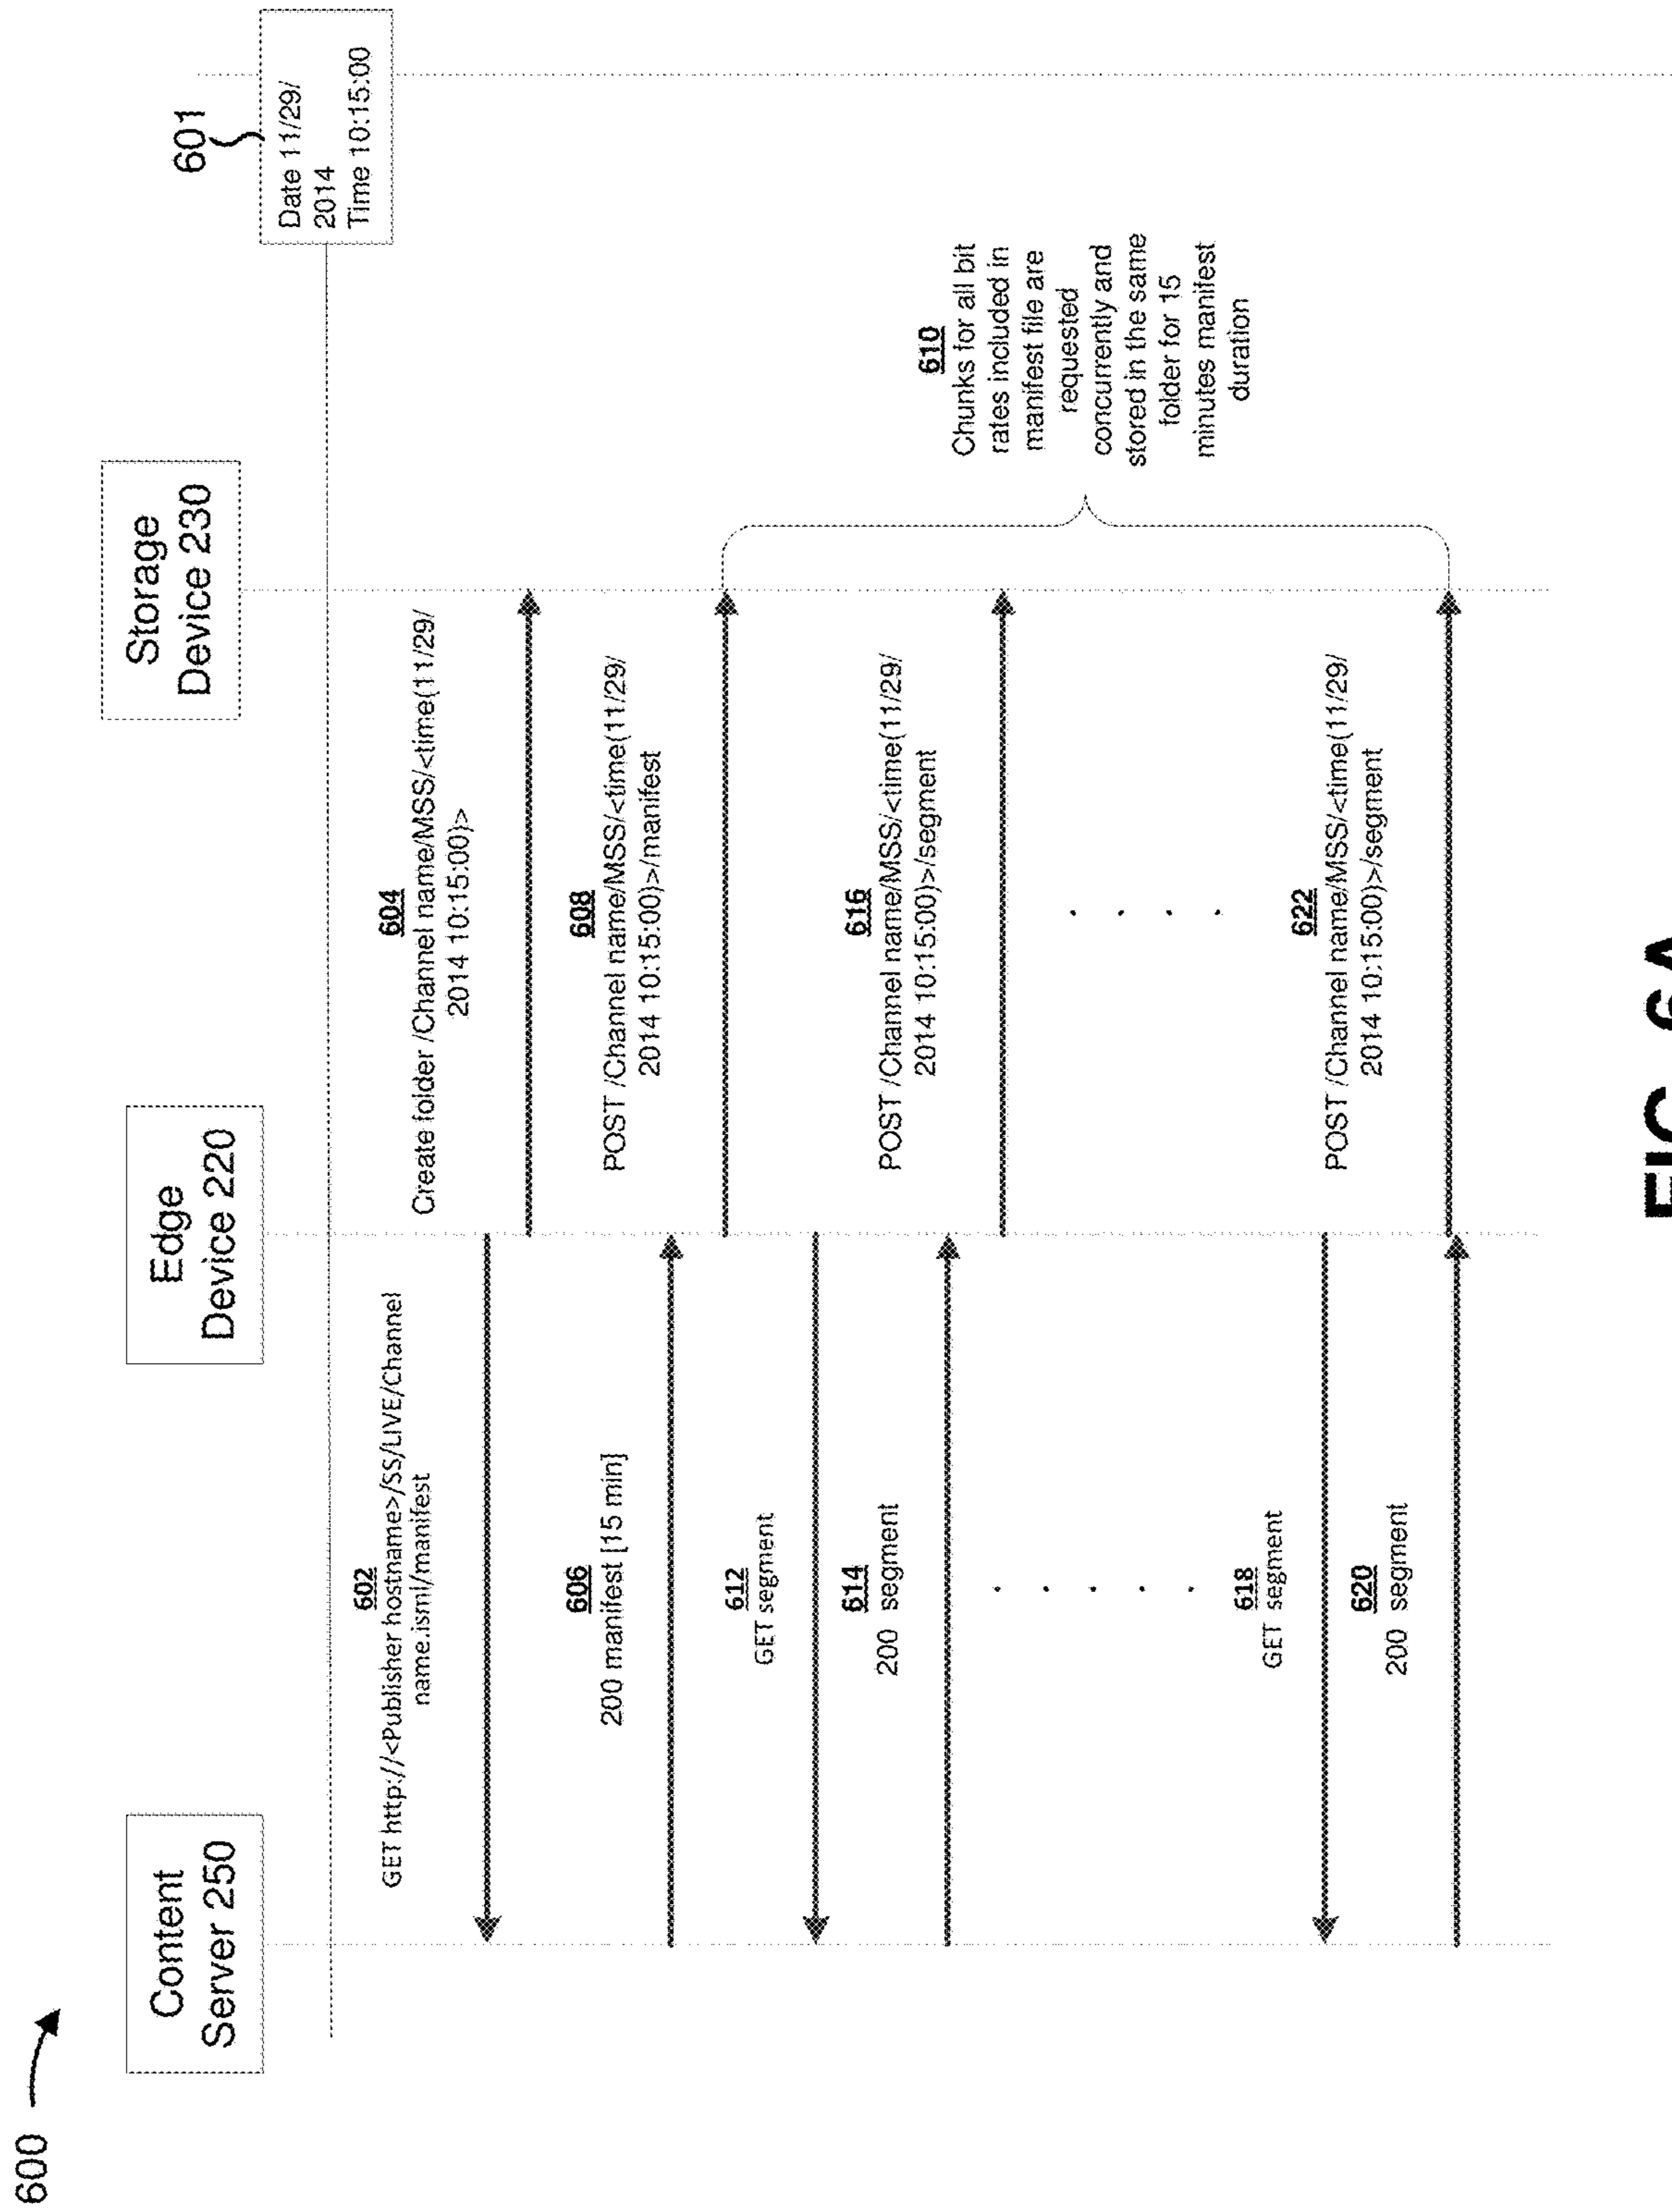 600
Content
Server 250
Edge
Device 220
Storage
Device 230
601
Date 11/29/
2014
Time 10:15:00
602
GET http://<Publisher hostname>/SS/LIVE/Channel
name.isml/manifest
604
Create folder /Channel name/MSS/<time(11/29/
2014 10:15:00)>
606
200 manifest [15 min]
608
POST /Channel name/MSS/<time(11/29/
2014 10:15:00)>/manifest
610
Chunks for all bit
rates included in
manifest file are
requested
concurrently and
stored in the same
folder for 15
minutes manifest
duration
612
GET segment
614
200 segment
616
POST /Channel name/MSS/<time(11/29/
2014 10:15:00)>/segment
618
GET segment
620
200 segment
622
POST /Channel name/MSS/<time(11/29/
2014 10:15:00)>/segment
FIG. 6A